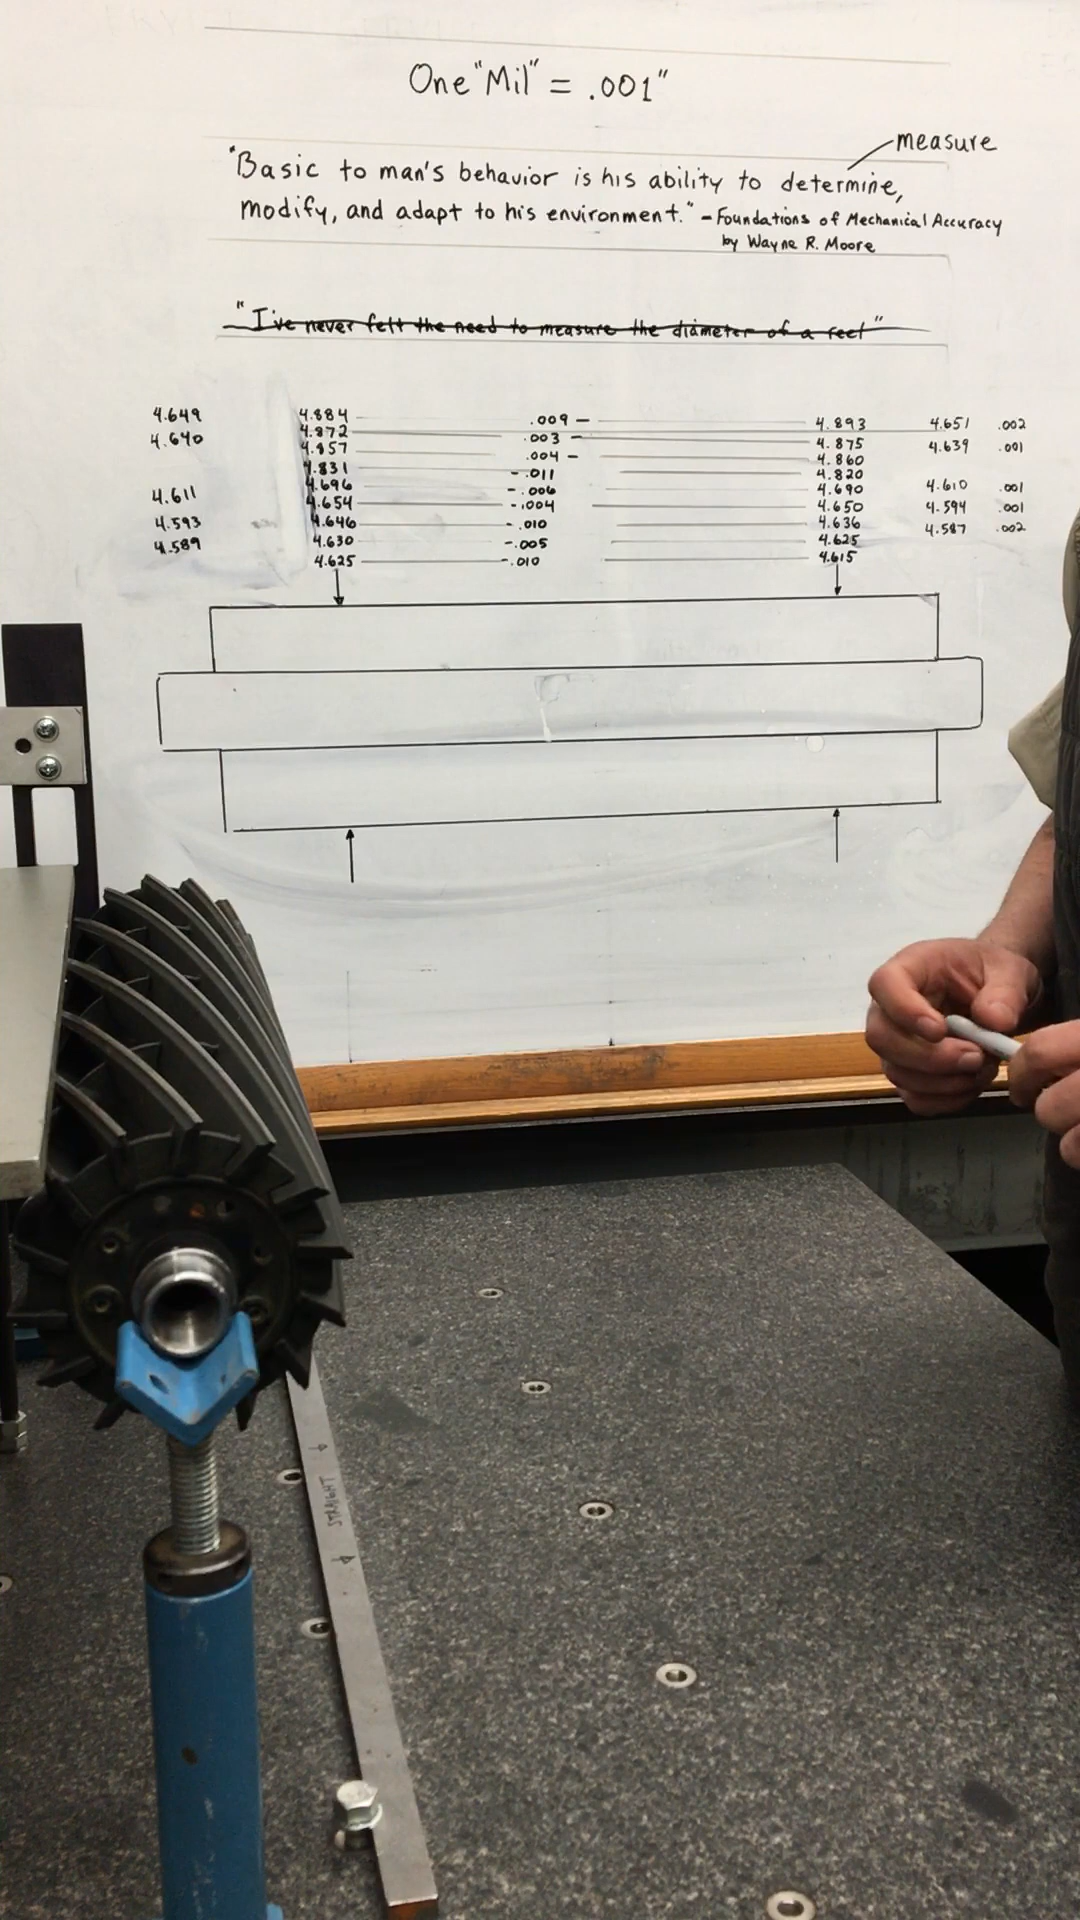 One "Mil" = .001"
measure
"Basic to man's behavior is his ability to determine,
modify, and adapt to his environment." - Foundations of Mechanical Accuracy
by Wayne R. Moore
"I've never felt the need to measure the diameter of a reel"
4.649 4.884 .009 - 4.893 4.651 .002
4.640 4.872 .003 - 4.875 4.639 .001
4.857 .004 - 4.860
4.831 -.011 4.820
4.611 4.696 -.006 4.690 4.610 .001
4.654 -.004 4.650 4.594 .001
4.593 4.646 -.010 4.636 4.587 .002
4.589 4.630 -.005 4.625
4.625 -.010 4.615
STRAIGHT